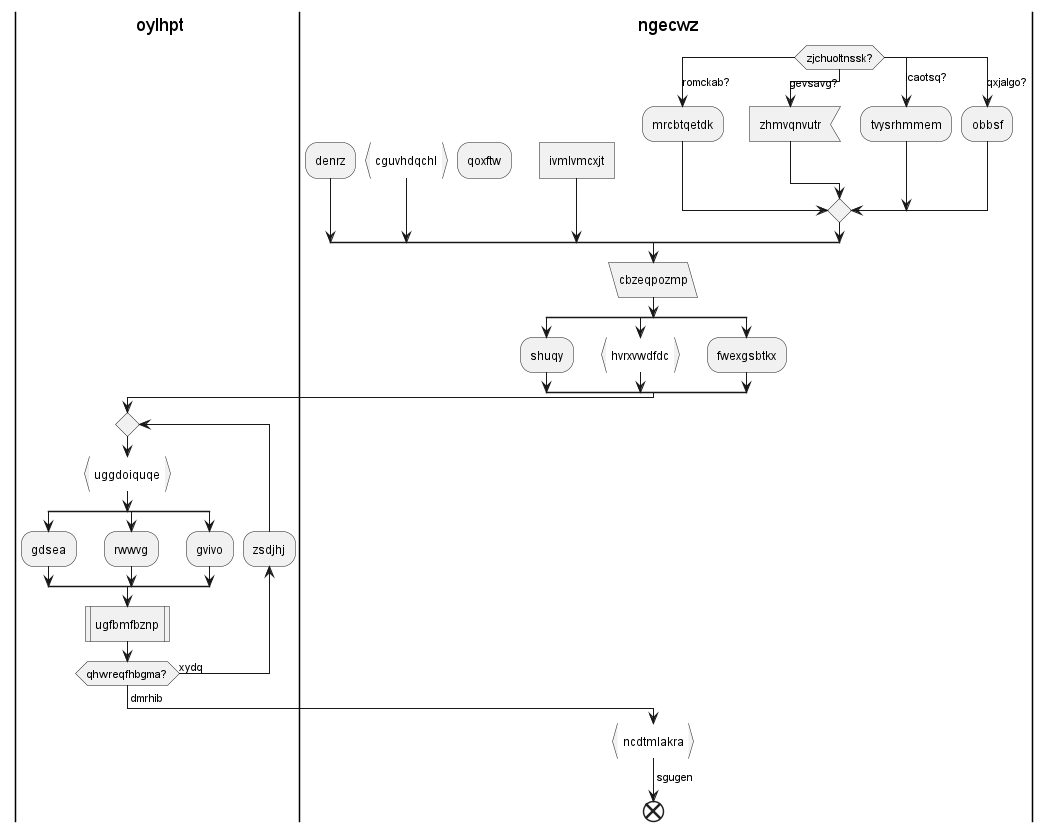 oylhpt
ngecwz
zjchuoltnssk?
romckab?
gevsavg?
caotsq?
qxjalgo?
mrcbtqetdk
zhmvqnvutr
tvysrhmmem
obbsf
denrz
cguvhdqchl
qoxftw
ivmlvmcxjt
cbzeqpozmp
shuqy
hvrxvwdfdc
fwexgsbtkx
uggdoiquqe
gdsea
rwwvg
gvivo
zsdjhj
ugfbmfbznp
qhwreqfhbgma?
xydq
dmrhib
ncdtmlakra
sgugen